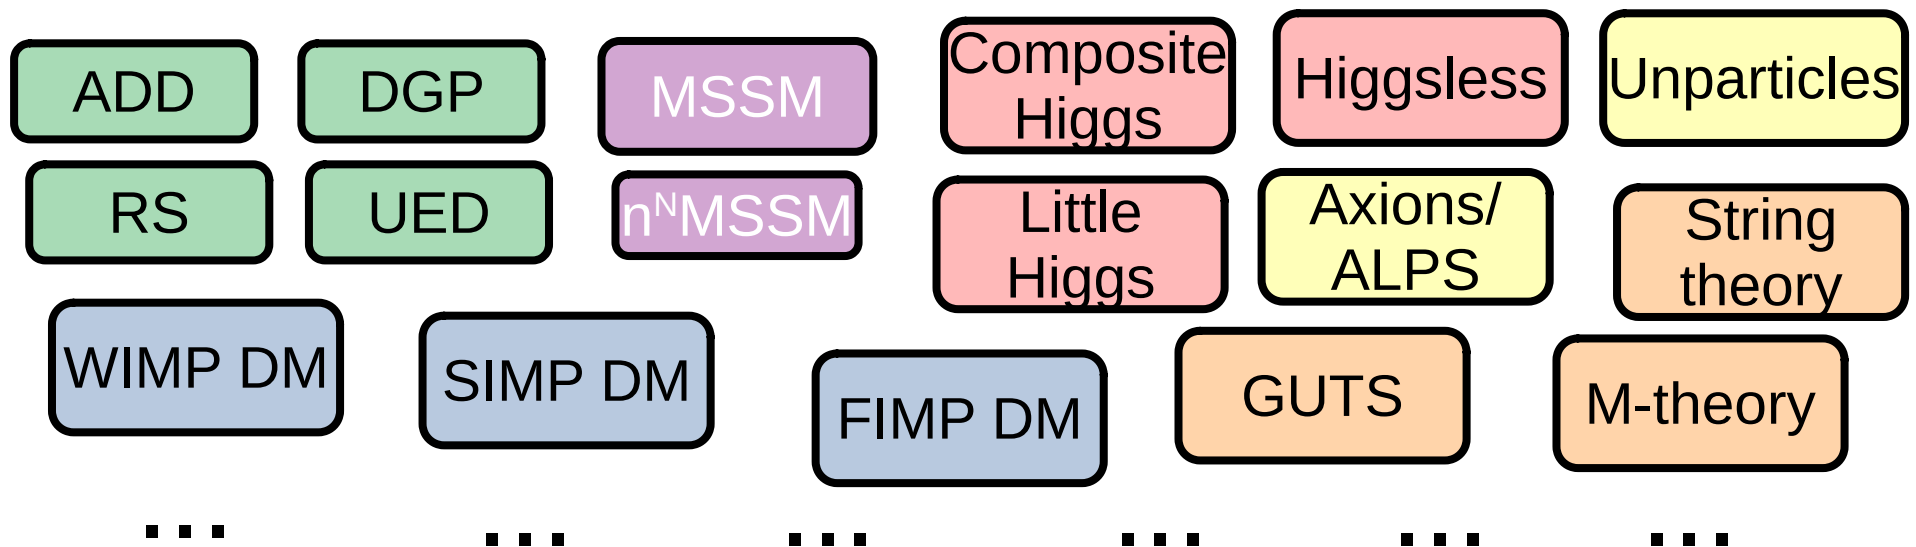 ADD
DGP
MSSM
Composite
Higgs
Higgsless
Unparticles
RS
UED
nᴺMSSM
Little
Higgs
Axions/
ALPS
String
theory
WIMP DM
SIMP DM
FIMP DM
GUTS
M-theory
... ... ... ... ... ...